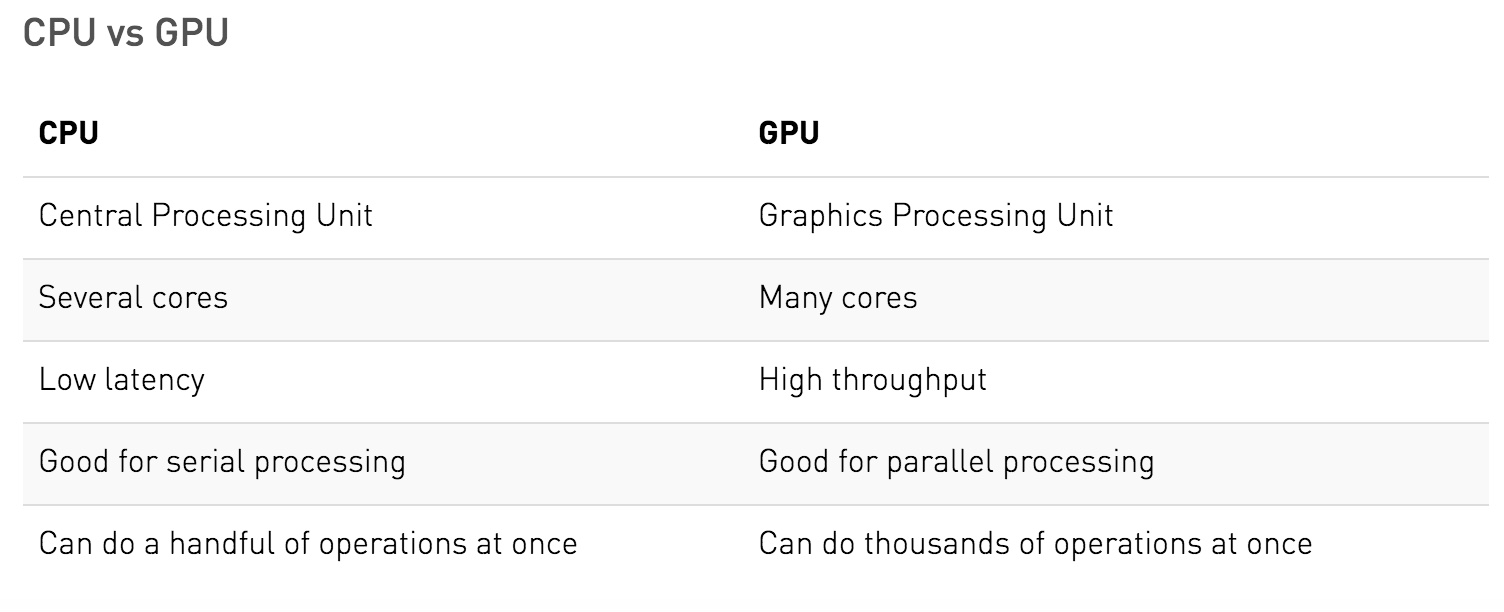 CPU vs GPU
CPU GPU
Central Processing Unit Graphics Processing Unit
Several cores Many cores
Low latency High throughput
Good for serial processing Good for parallel processing
Can do a handful of operations at once Can do thousands of operations at once